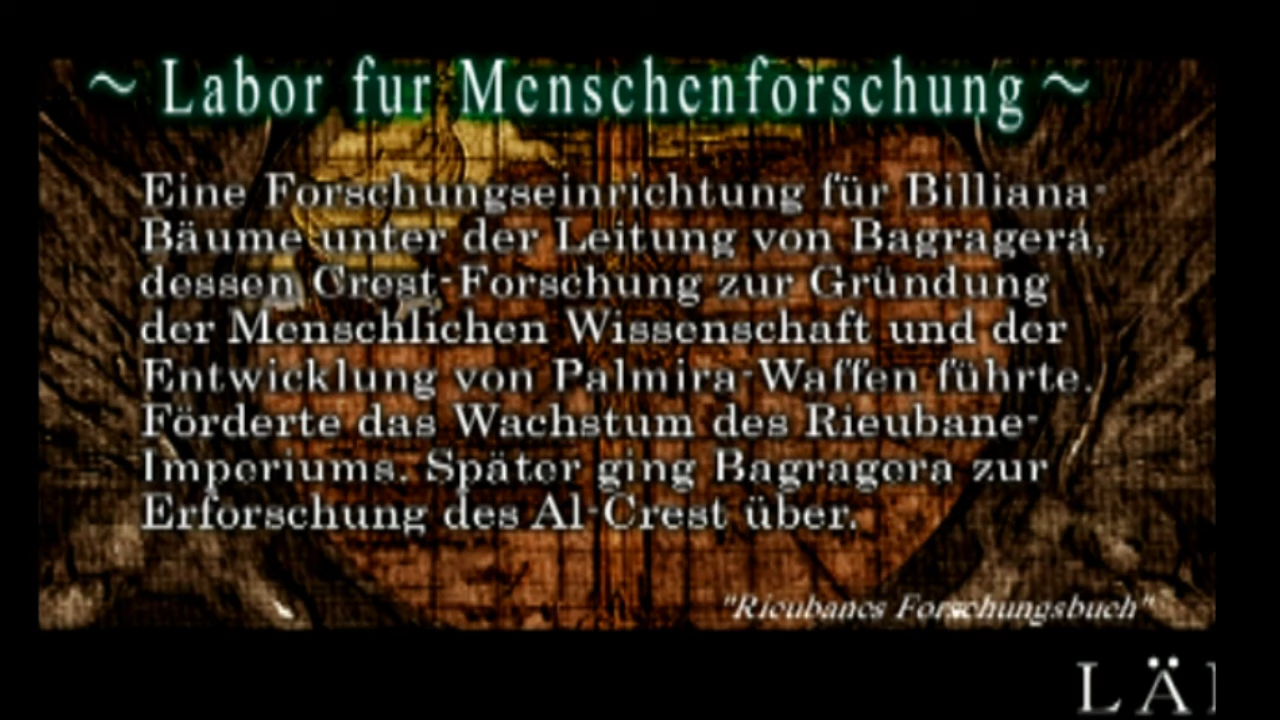 ~ Labor fur Menschenforschung ~
Eine Forschungseinrichtung für Billiana-
Bäume unter der Leitung von Bagragera,
dessen Crest-Forschung zur Gründung
der Menschlichen Wissenschaft und der
Entwicklung von Palmira-Waffen führte.
Förderte das Wachstum des Rieubane-
Imperiums. Später ging Bagragera zur
Erforschung des Al-Crest über.
"Rieubanes Forschungsbuch"
LÄ